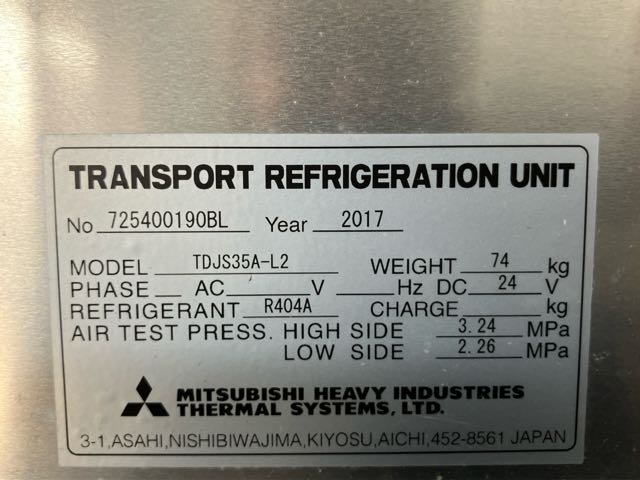 TRANSPORT REFRIGERATION UNIT
No 725400190BL Year 2017
MODEL TDJS35A-L2 WEIGHT 74 kg
PHASE AC V Hz DC 24 V
REFRIGERANT R404A CHARGE kg
AIR TEST PRESS. HIGH SIDE 3.24 MPa
LOW SIDE 2.26 MPa
MITSUBISHI HEAVY INDUSTRIES
THERMAL SYSTEMS, LTD.
3-1,ASAHI,NISHIBIWAJIMA,KIYOSU,AICHI,452-8561 JAPAN